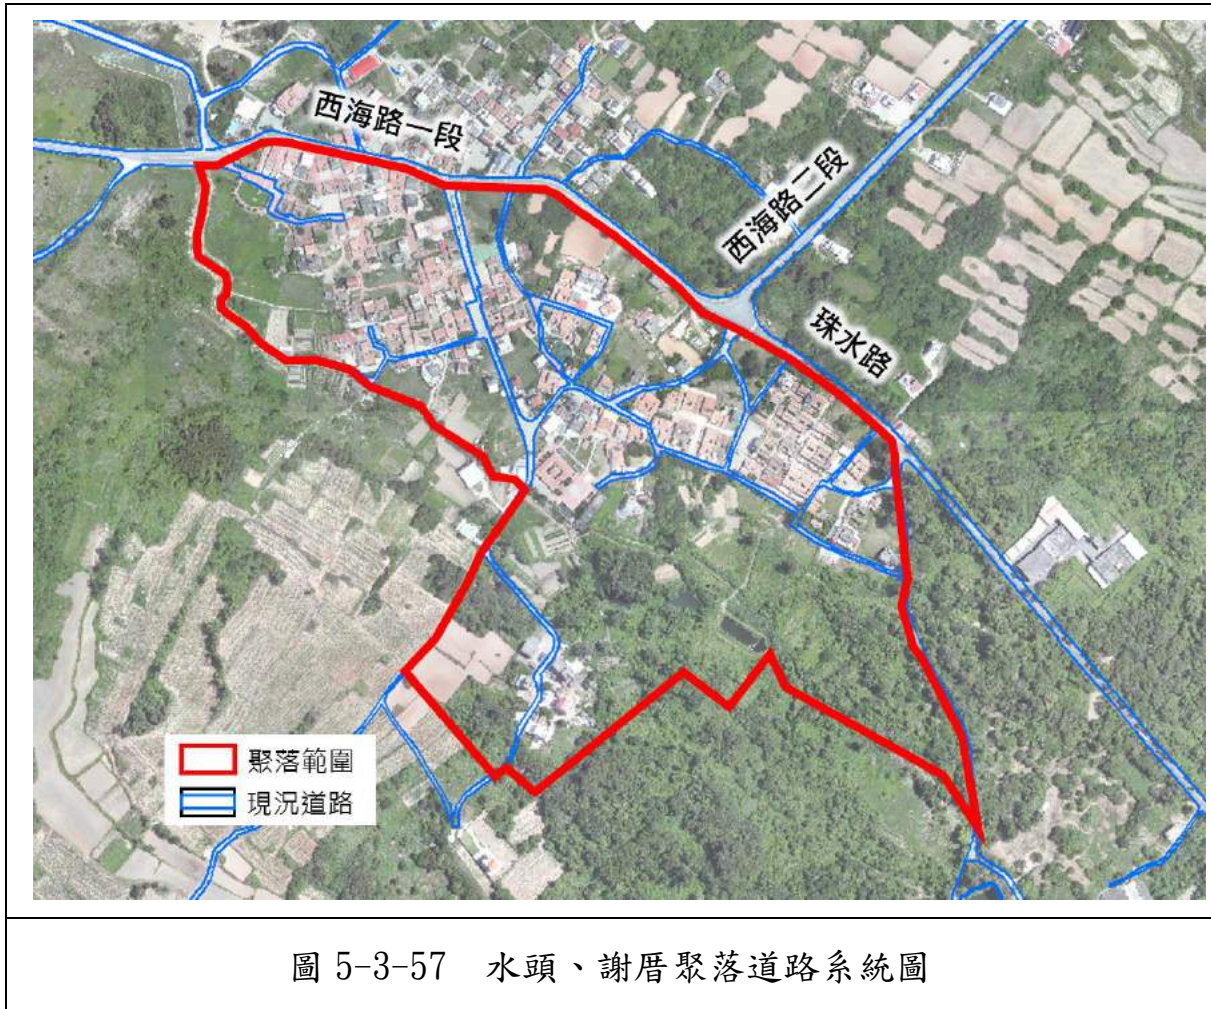 西海路一段
西海路二段
珠水路
聚落範圍
現況道路
圖 5-3-57　水頭、謝厝聚落道路系統圖